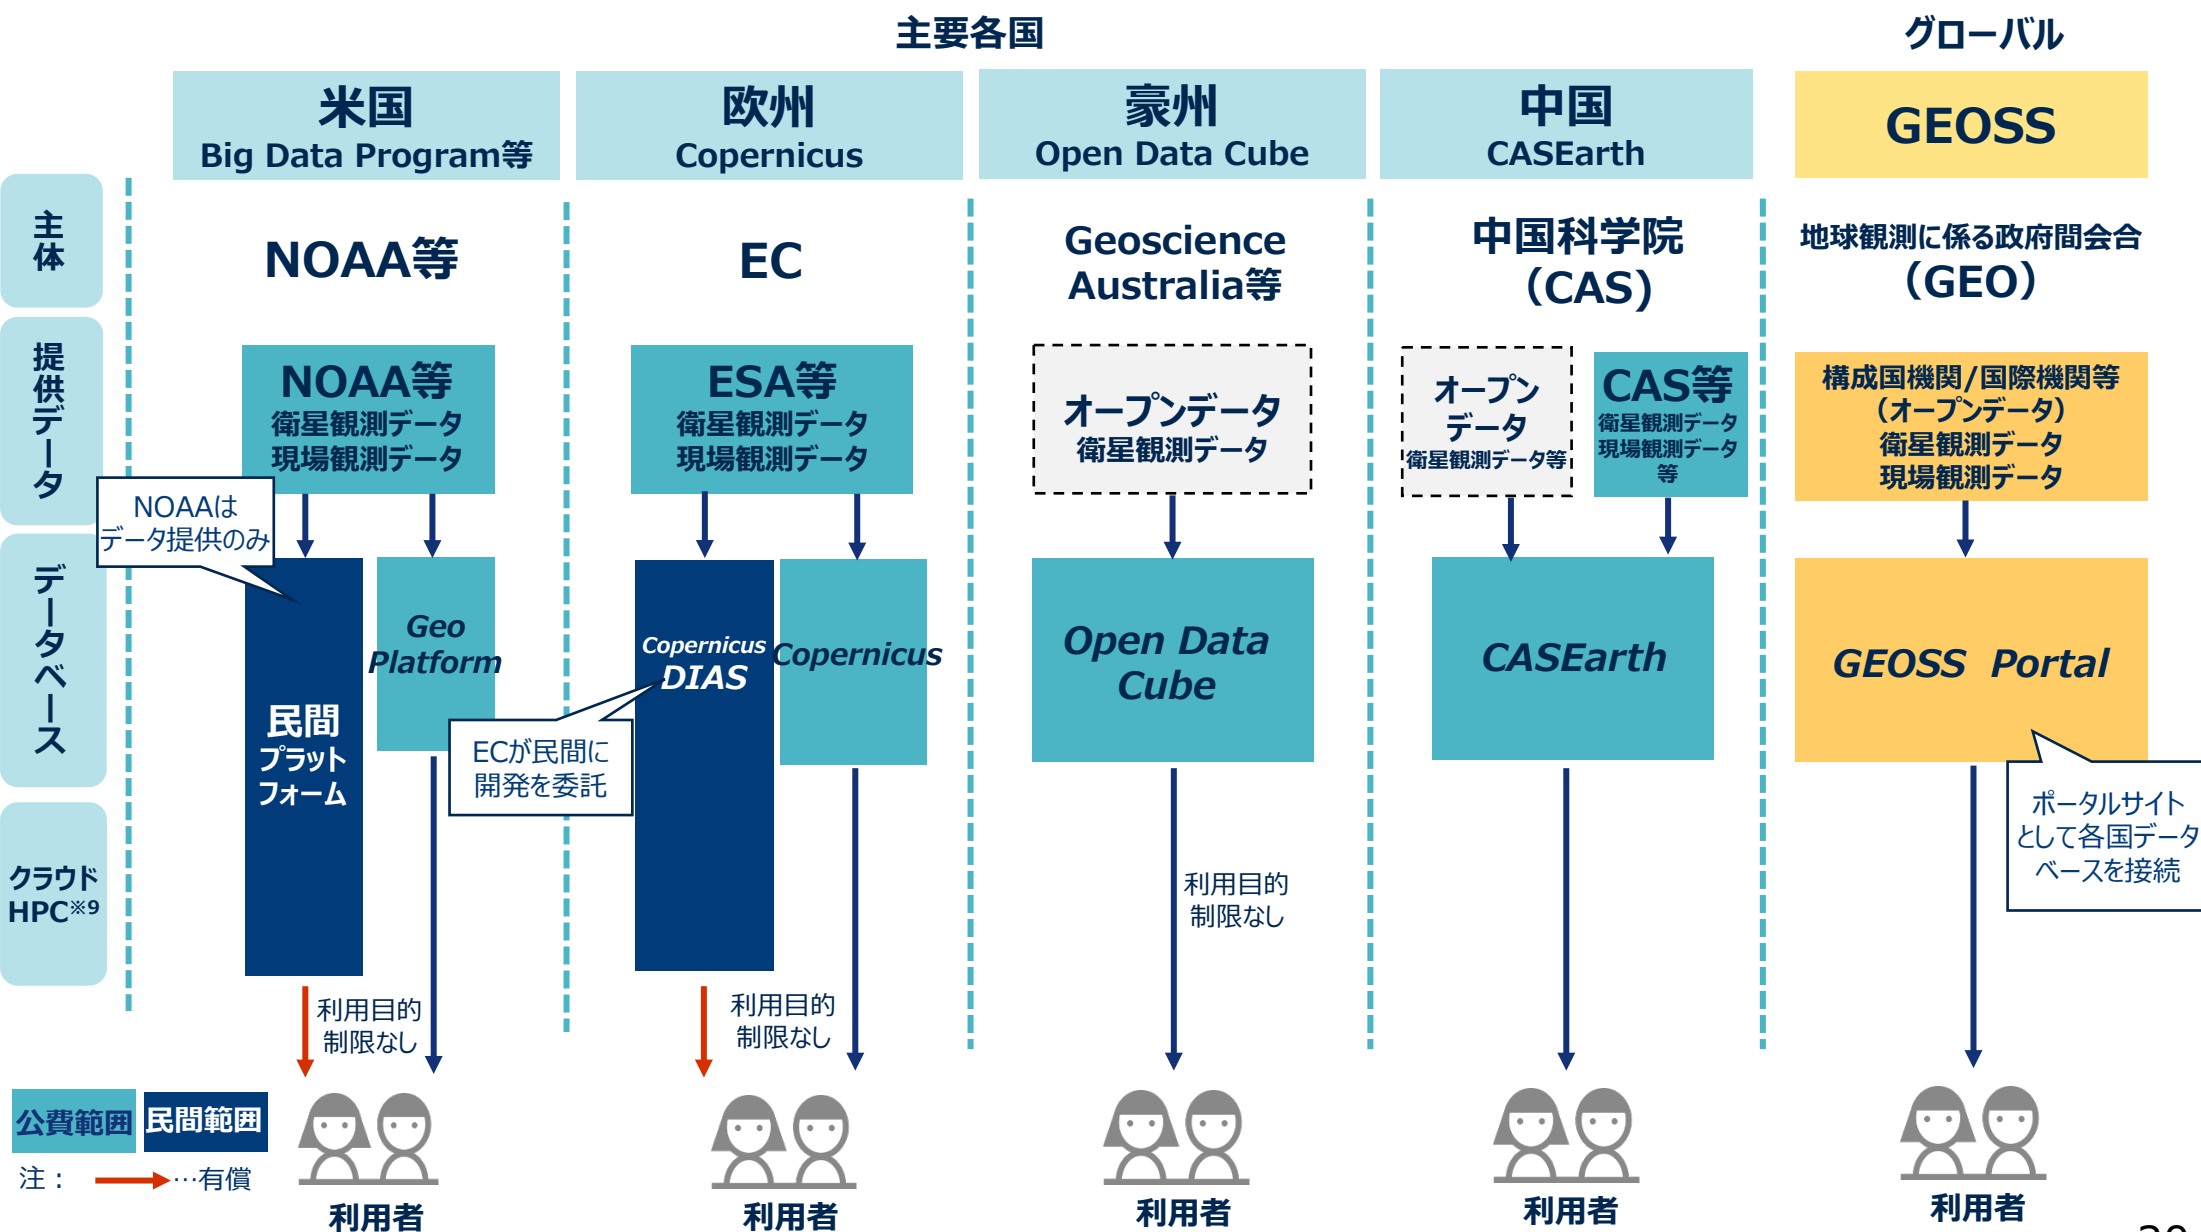 主要各国
グローバル
米国
Big Data Program等
欧州
Copernicus
豪州
Open Data Cube
中国
CASEarth
GEOSS
主体
NOAA等
EC
Geoscience
Australia等
中国科学院
（CAS）
地球観測に係る政府間会合
（GEO）
提供データ
NOAA等
衛星観測データ
現場観測データ
ESA等
衛星観測データ
現場観測データ
オープンデータ
衛星観測データ
オープン
データ
衛星観測データ等
CAS等
衛星観測データ
現場観測データ
等
構成国機関/国際機関等
（オープンデータ）
衛星観測データ
現場観測データ
NOAAは
データ提供のみ
データベース
民間
プラット
フォーム
Geo
Platform
Copernicus
DIAS
Copernicus
ECが民間に
開発を委託
Open Data
Cube
CASEarth
GEOSS Portal
ポータルサイト
として各国データ
ベースを接続
クラウド
HPC※9
利用目的
制限なし
利用目的
制限なし
利用目的
制限なし
公費範囲
民間範囲
注：
…有償
利用者
利用者
利用者
利用者
利用者